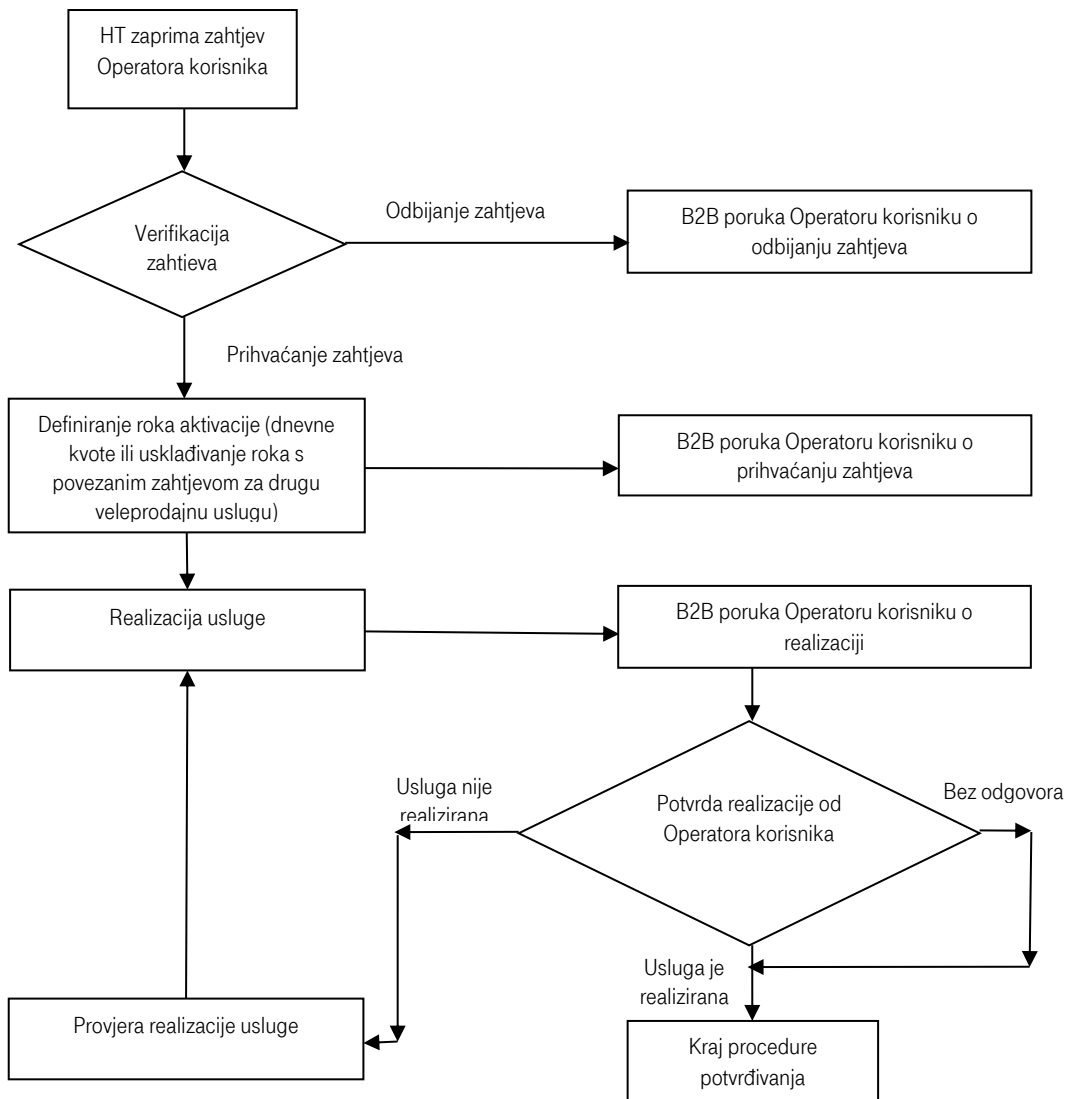 HT zaprima zahtjev
Operatora korisnika
Verifikacija
zahtjeva
Odbijanje zahtjeva
B2B poruka Operatoru korisniku o
odbijanju zahtjeva
Prihvaćanje zahtjeva
Definiranje roka aktivacije (dnevne
kvote ili usklađivanje roka s
povezanim zahtjevom za drugu
veleprodajnu uslugu)
B2B poruka Operatoru korisniku o
prihvaćanju zahtjeva
Realizacija usluge
B2B poruka Operatoru korisniku o
realizaciji
Usluga nije
realizirana
Potvrda realizacije od
Operatora korisnika
Bez odgovora
Usluga je
realizirana
Provjera realizacije usluge
Kraj procedure
potvrđivanja